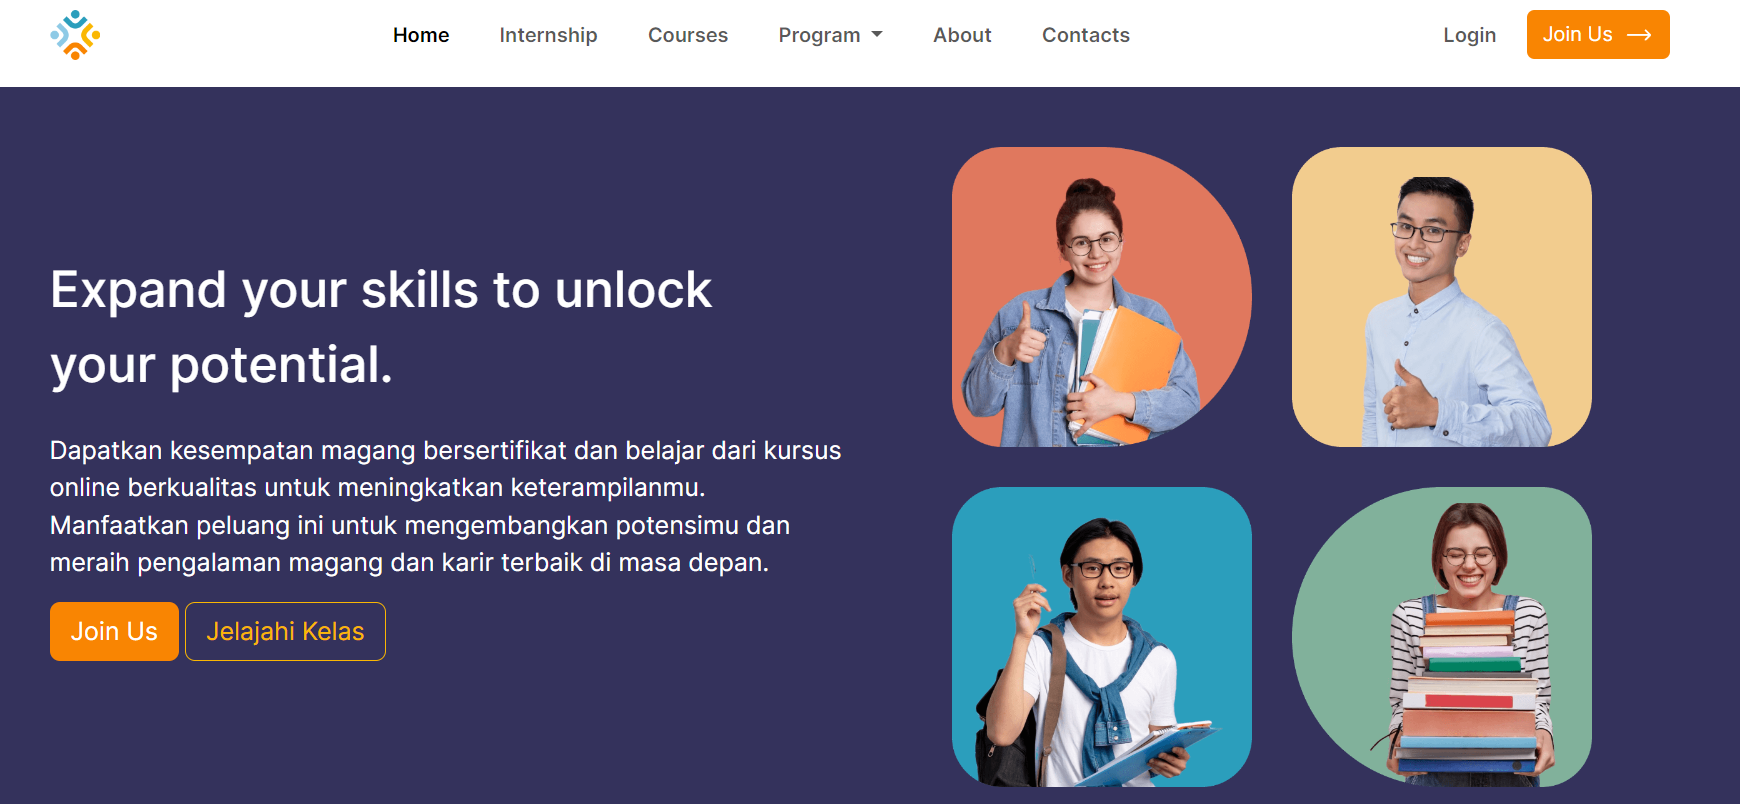 Home Internship Courses Program About Contacts Login Join Us
Expand your skills to unlock
your potential.
Dapatkan kesempatan magang bersertifikat dan belajar dari kursus
online berkualitas untuk meningkatkan keterampilanmu.
Manfaatkan peluang ini untuk mengembangkan potensimu dan
meraih pengalaman magang dan karir terbaik di masa depan.
Join Us Jelajahi Kelas